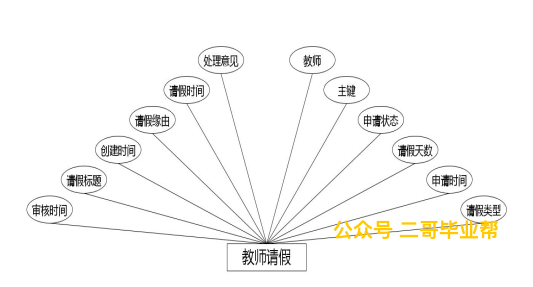 处理意见
教师
请假时间
主键
请假缘由
申请状态
创建时间
请假天数
请假标题
申请时间
审核时间
请假类型
公众号 二哥毕业帮
教师请假